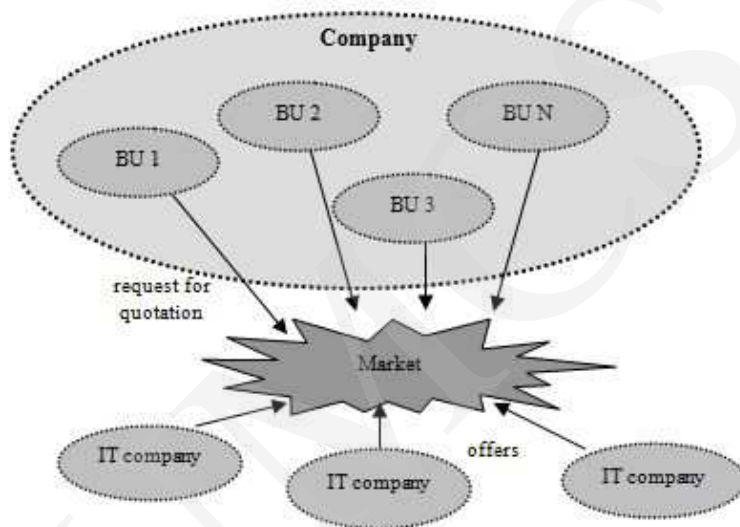 Company
BU 2
BU N
BU 1
BU 3
request for
quotation
Market
IT company
offers
IT company
IT company